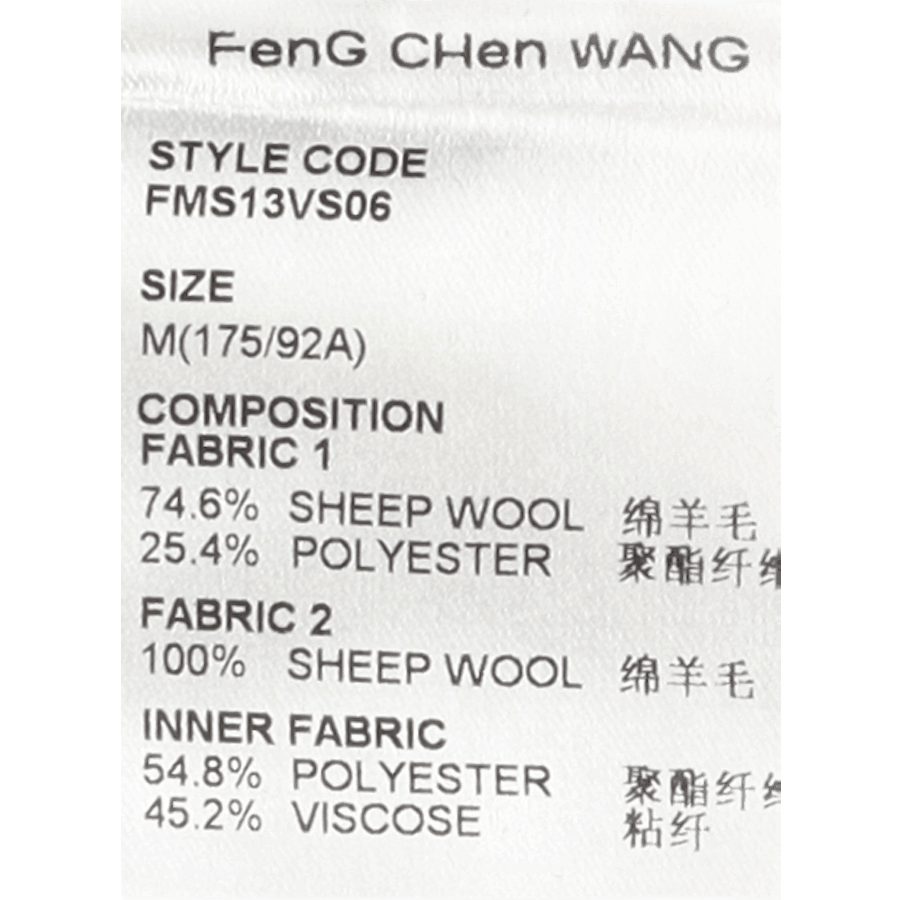 FenG CHen WANG
STYLE CODE
FMS13VS06
SIZE
M(175/92A)
COMPOSITION
FABRIC 1
74.6% SHEEP WOOL 绵羊毛
25.4% POLYESTER 聚酯纤维
FABRIC 2
100% SHEEP WOOL 绵羊毛
INNER FABRIC
54.8% POLYESTER 聚酯纤维
45.2% VISCOSE 粘纤